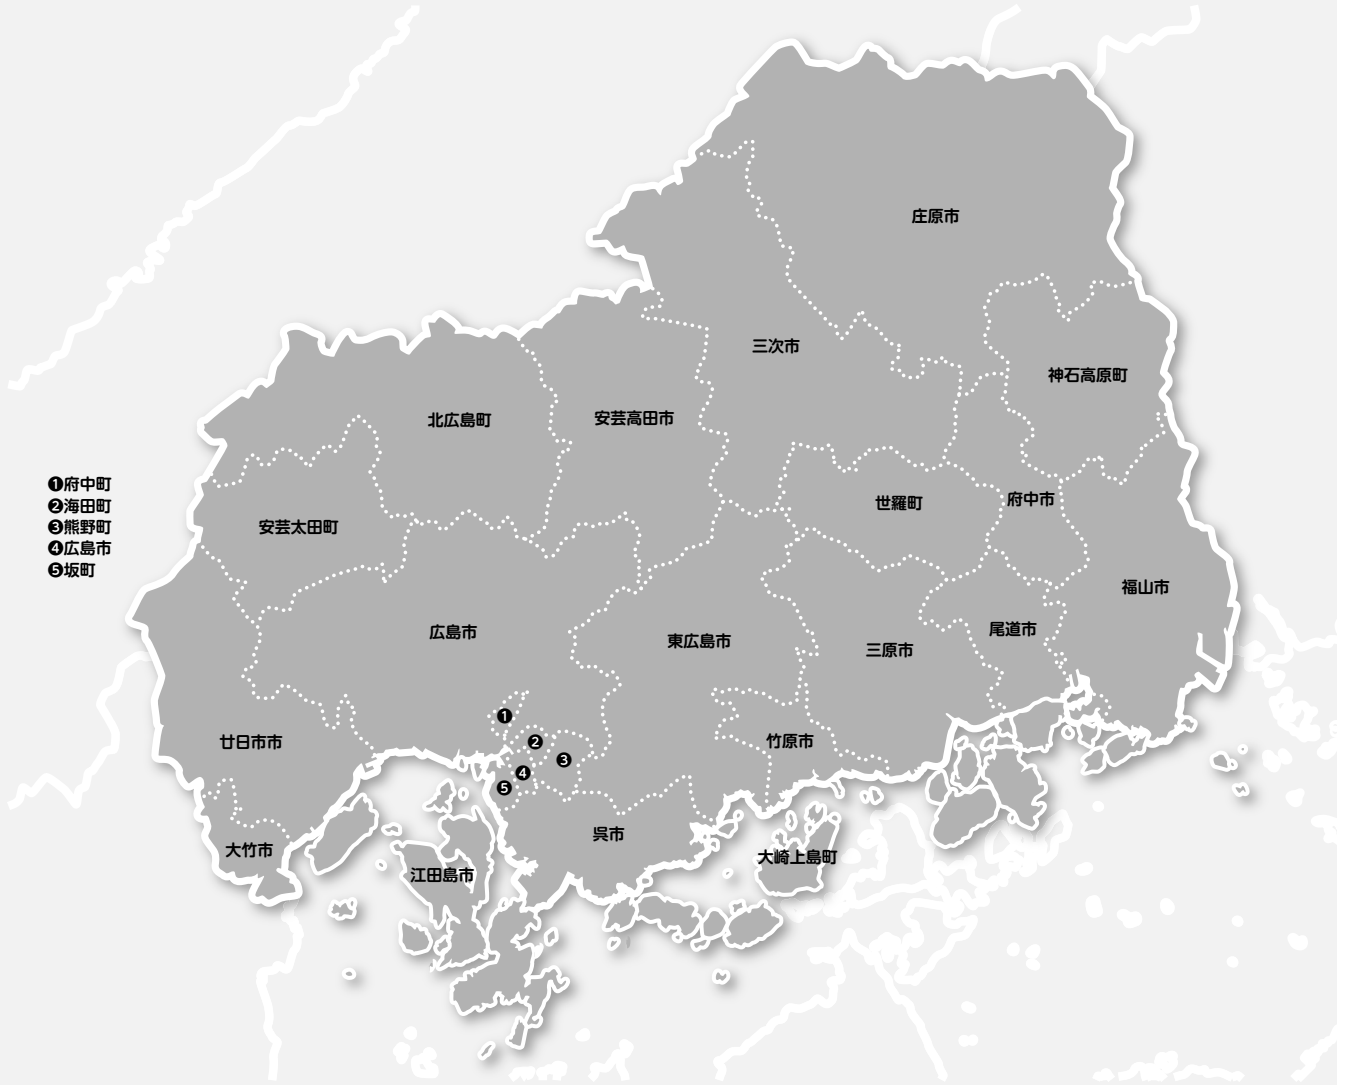 庄原市
三次市
神石高原町
北広島町
安芸高田市
❶府中町
❷海田町
❸熊野町
❹広島市
❺坂町
世羅町
府中市
安芸太田町
福山市
広島市
東広島市
三原市
尾道市
❶
廿日市市
❷
竹原市
❸
❹
❺
呉市
大竹市
大崎上島町
江田島市